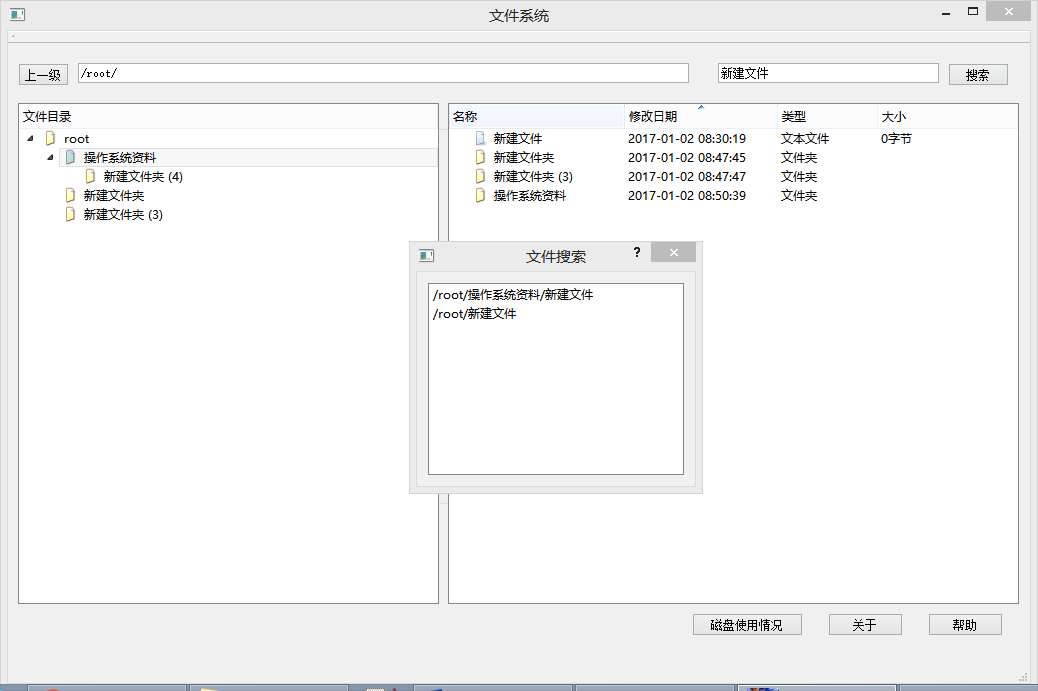 文件系统
上一级 /root/ 新建文件 搜索
文件目录
root
操作系统资料
新建文件夹 (4)
新建文件夹
新建文件夹 (3)
名称 修改日期 类型 大小
新建文件 2017-01-02 08:30:19 文本文件 0字节
新建文件夹 2017-01-02 08:47:45 文件夹
新建文件夹 (3) 2017-01-02 08:47:47 文件夹
操作系统资料 2017-01-02 08:50:39 文件夹
文件搜索 ?
/root/操作系统资料/新建文件
/root/新建文件
磁盘使用情况 关于 帮助